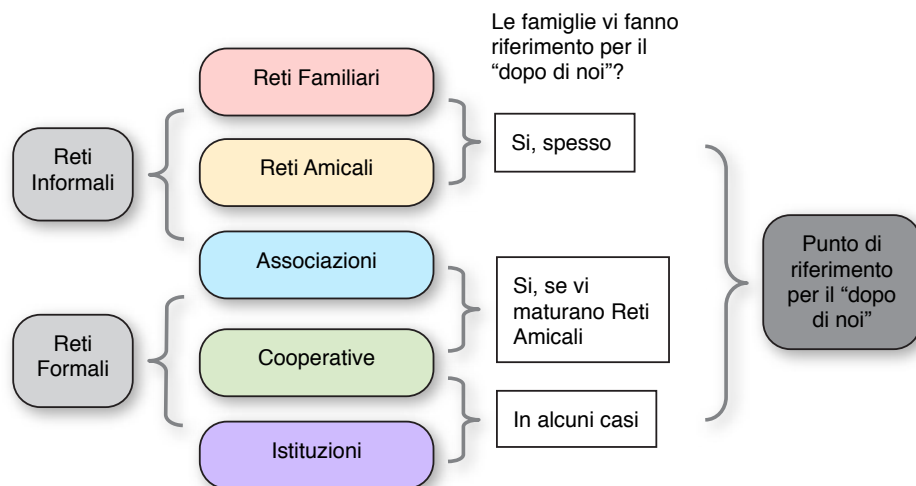 Le famiglie vi fanno
riferimento per il
“dopo di noi”?
Reti Familiari
Reti
Informali
Reti Amicali
Si, spesso
Associazioni
Si, se vi
maturano Reti
Amicali
Punto di
riferimento
per il “dopo
di noi”
Reti
Formali
Cooperative
In alcuni casi
Istituzioni